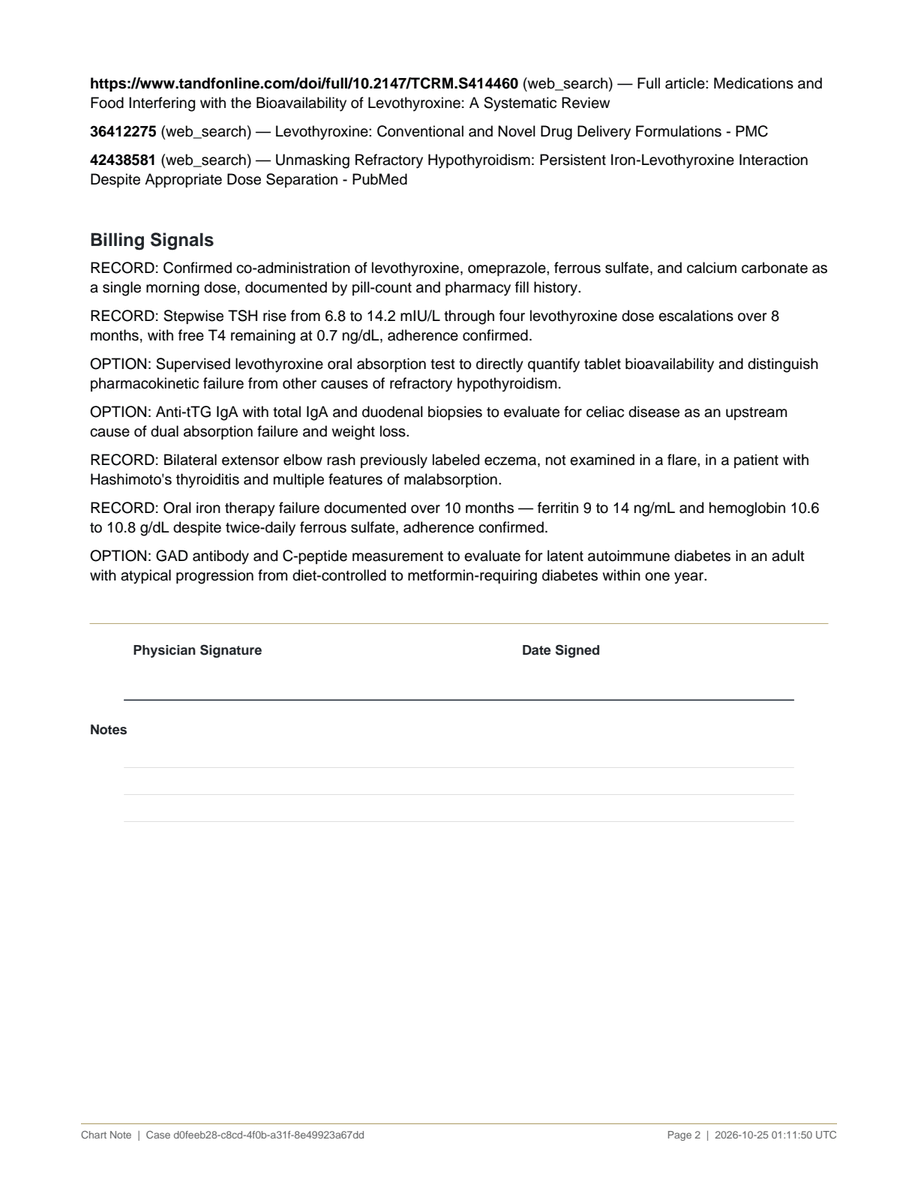 https://www.tandfonline.com/doi/full/10.2147/TCRM.S414460 (web_search) — Full article: Medications and
Food Interfering with the Bioavailability of Levothyroxine: A Systematic Review
36412275 (web_search) — Levothyroxine: Conventional and Novel Drug Delivery Formulations - PMC
42438581 (web_search) — Unmasking Refractory Hypothyroidism: Persistent Iron-Levothyroxine Interaction
Despite Appropriate Dose Separation - PubMed
Billing Signals
RECORD: Confirmed co-administration of levothyroxine, omeprazole, ferrous sulfate, and calcium carbonate as
a single morning dose, documented by pill-count and pharmacy fill history.
RECORD: Stepwise TSH rise from 6.8 to 14.2 mIU/L through four levothyroxine dose escalations over 8
months, with free T4 remaining at 0.7 ng/dL, adherence confirmed.
OPTION: Supervised levothyroxine oral absorption test to directly quantify tablet bioavailability and distinguish
pharmacokinetic failure from other causes of refractory hypothyroidism.
OPTION: Anti-tTG IgA with total IgA and duodenal biopsies to evaluate for celiac disease as an upstream
cause of dual absorption failure and weight loss.
RECORD: Bilateral extensor elbow rash previously labeled eczema, not examined in a flare, in a patient with
Hashimoto's thyroiditis and multiple features of malabsorption.
RECORD: Oral iron therapy failure documented over 10 months — ferritin 9 to 14 ng/mL and hemoglobin 10.6
to 10.8 g/dL despite twice-daily ferrous sulfate, adherence confirmed.
OPTION: GAD antibody and C-peptide measurement to evaluate for latent autoimmune diabetes in an adult
with atypical progression from diet-controlled to metformin-requiring diabetes within one year.
Physician Signature Date Signed
Notes
Chart Note | Case d0feeb28-c8cd-4f0b-a31f-8e49923a67dd Page 2 | 2026-10-25 01:11:50 UTC